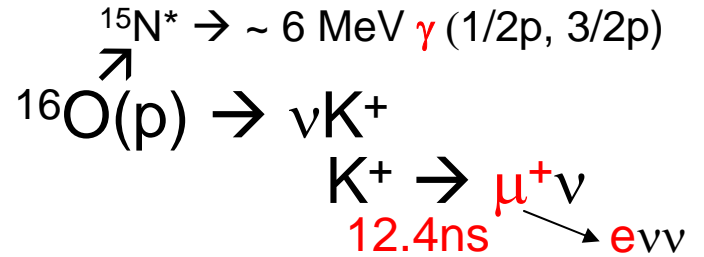 ¹⁵N* → ~ 6 MeV γ (1/2p, 3/2p)
¹⁶O(p) → νK⁺
K⁺ → μ⁺ν
12.4ns eνν